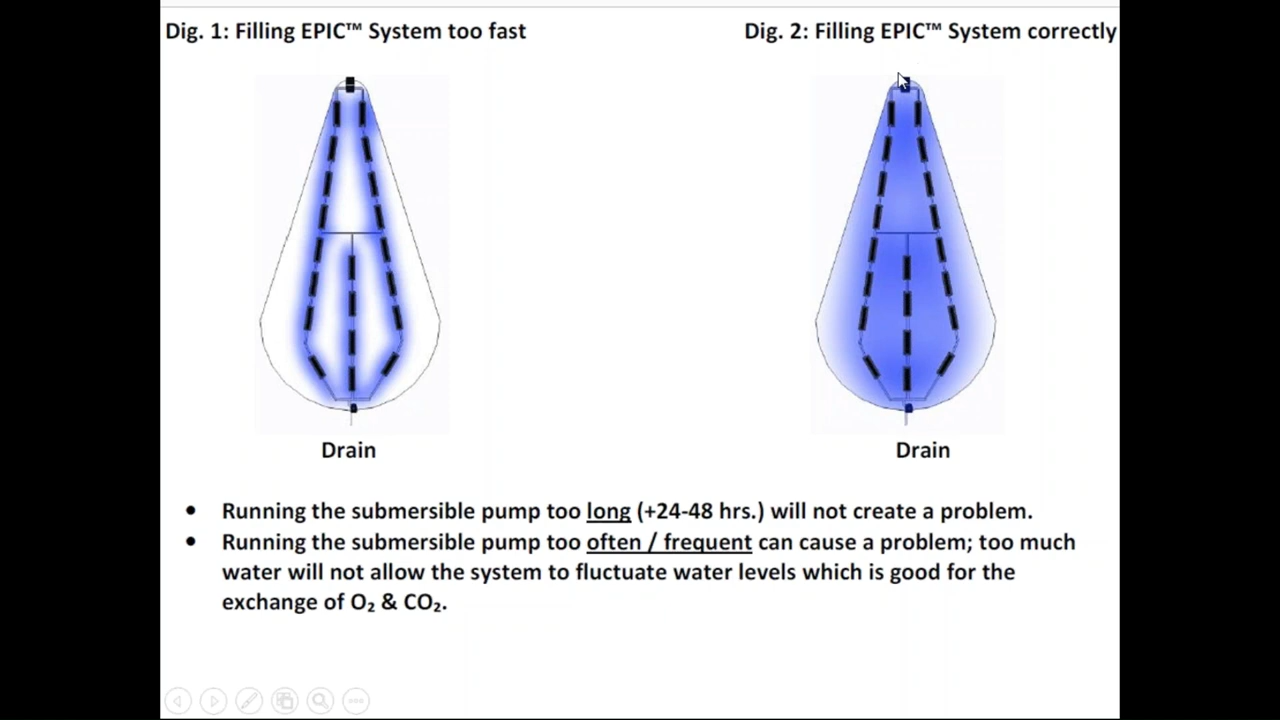 Dig. 1: Filling EPIC™ System too fast
Dig. 2: Filling EPIC™ System correctly
Drain
Drain
• Running the submersible pump too long (+24-48 hrs.) will not create a problem.
• Running the submersible pump too often / frequent can cause a problem; too much
water will not allow the system to fluctuate water levels which is good for the
exchange of O₂ & CO₂.